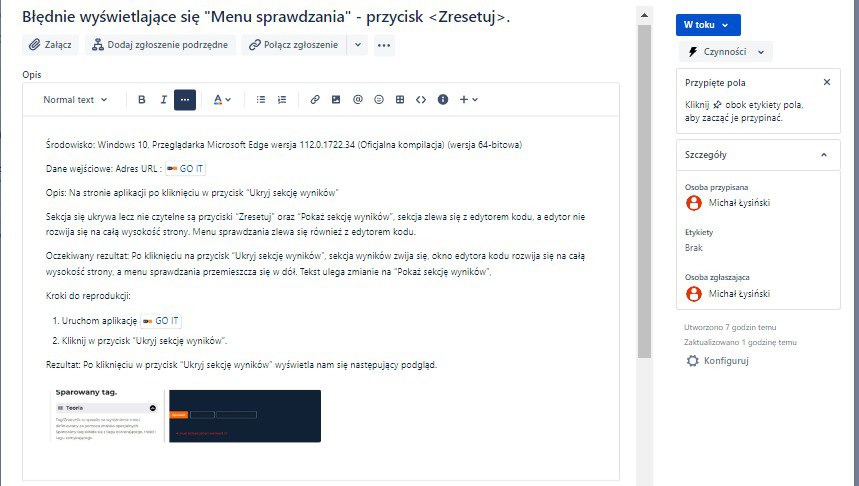 Błędnie wyświetlające się "Menu sprawdzania" - przycisk <Zresetuj>.
Załącz
Dodaj zgłoszenie podrzędne
Połącz zgłoszenie
Opis
Normal text
Środowisko: Windows 10, Przeglądarka Microsoft Edge wersja 112.0.1722.34 (Oficjalna kompilacja) (wersja 64-bitowa)
Dane wejściowe: Adres URL : GO IT
Opis: Na stronie aplikacji po kliknięciu w przycisk "Ukryj sekcję wyników"
Sekcja się ukrywa lecz nie czytelne są przyciski "Zresetuj" oraz "Pokaż sekcję wyników", sekcja zlewa się z edytorem kodu, a edytor nie
rozwija się na całą wysokość strony. Menu sprawdzania zlewa się również z edytorem kodu.
Oczekiwany rezultat: Po kliknięciu na przycisk "Ukryj sekcję wyników", sekcja wyników zwija się, okno edytora kodu rozwija się na całą
wysokość strony, a menu sprawdzania przemieszcza się w dół. Tekst ulega zmianie na "Pokaż sekcję wyników",
Kroki do reprodukcji:
1. Uruchom aplikację GO IT
2. Kliknij w przycisk "Ukryj sekcję wyników".
Rezultat: Po kliknięciu w przycisk "Ukryj sekcję wyników" wyświetla nam się następujący podgląd.
Sparowany tag.
Teoria
W toku
Czynności
Przypięte pola
Kliknij obok etykiety pola,
aby zacząć je przypinać.
Szczegóły
Osoba przypisana
Michał Łysiński
Etykiety
Brak
Osoba zgłaszająca
Michał Łysiński
Utworzono 7 godzin temu
Zaktualizowano 1 godzinę temu
Konfiguruj